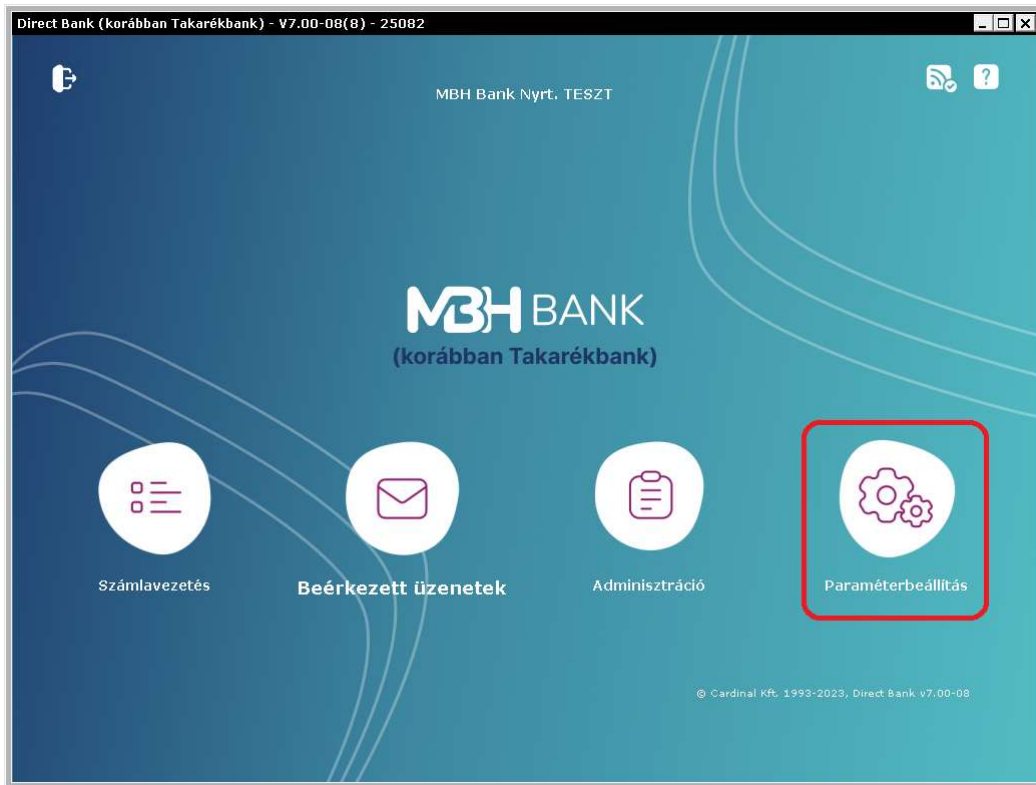 Direct Bank (korábban Takarékbank) - V7.00-08(8) - 25082
MBH Bank Nyrt. TESZT
?
MBH BANK
(korábban Takarékbank)
Számlavezetés
Beérkezett üzenetek
Adminisztráció
Paraméterbeállítás
© Cardinal Kft. 1993-2023, Direct Bank v7.00-08